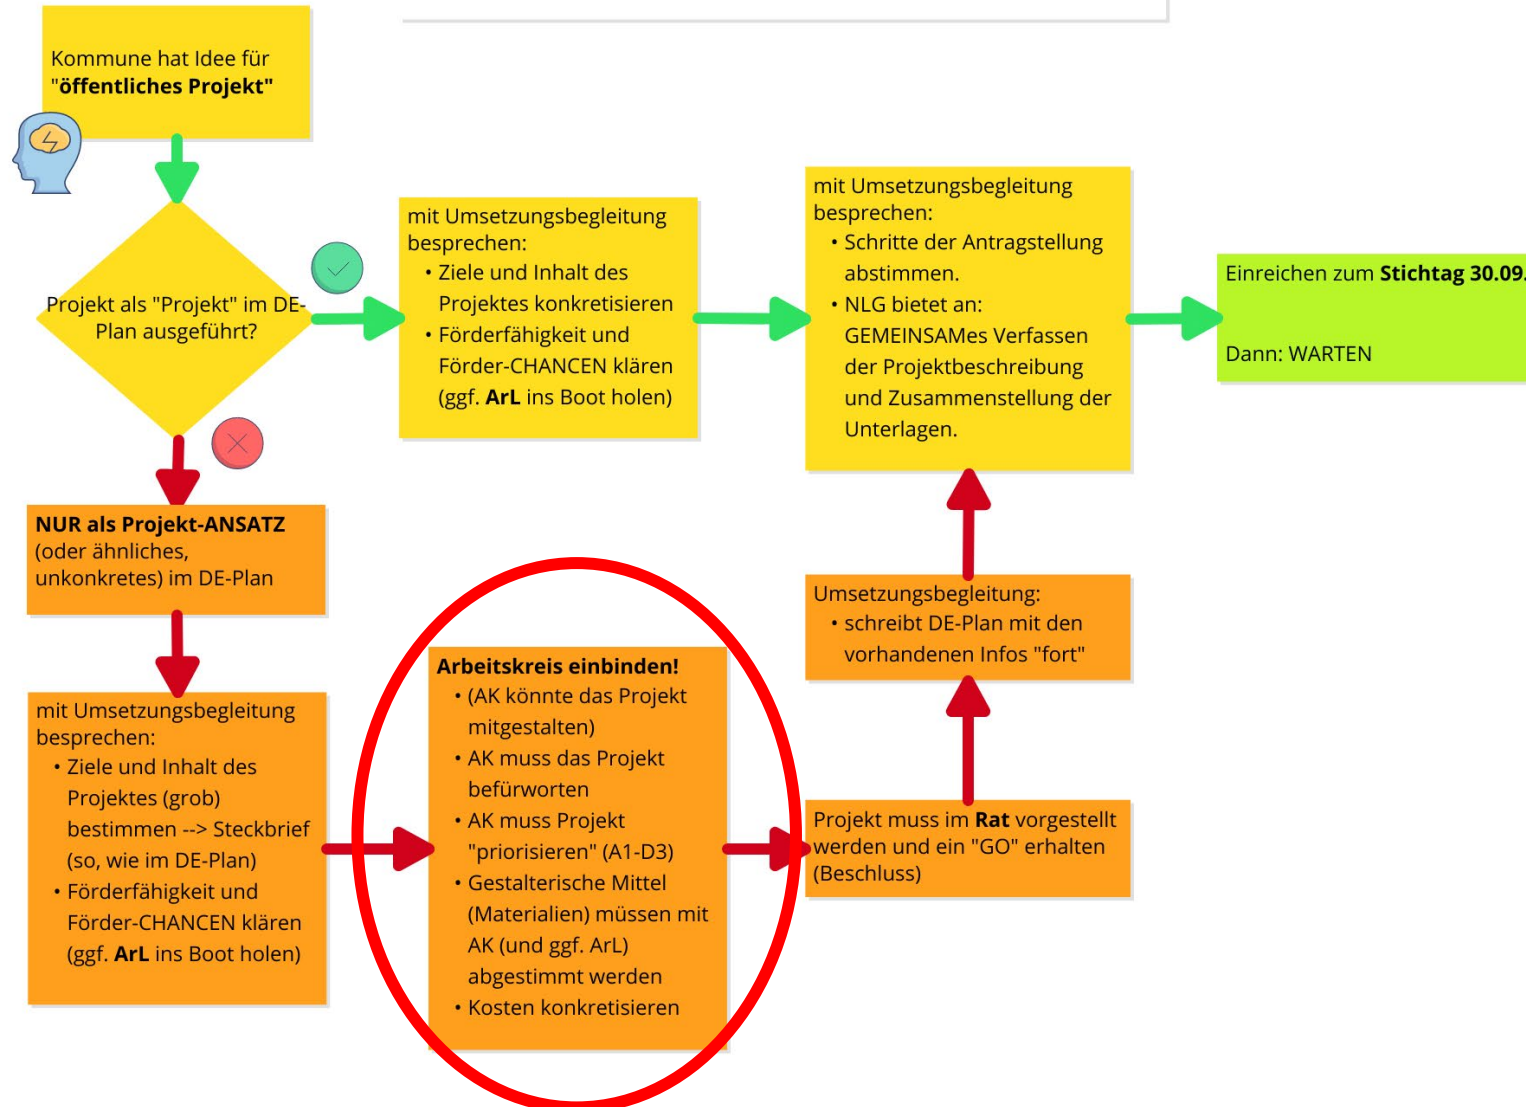 Kommune hat Idee für
"öffentliches Projekt"
Projekt als "Projekt" im DE-
Plan ausgeführt?
mit Umsetzungsbegleitung
besprechen:
• Ziele und Inhalt des
Projektes konkretisieren
• Förderfähigkeit und
Förder-CHANCEN klären
(ggf. ArL ins Boot holen)
mit Umsetzungsbegleitung
besprechen:
• Schritte der Antragstellung
abstimmen.
• NLG bietet an:
GEMEINSAMes Verfassen
der Projektbeschreibung
und Zusammenstellung der
Unterlagen.
Einreichen zum Stichtag 30.09.
Dann: WARTEN
NUR als Projekt-ANSATZ
(oder ähnliches,
unkonkretes) im DE-Plan
mit Umsetzungsbegleitung
besprechen:
• Ziele und Inhalt des
Projektes (grob)
bestimmen --> Steckbrief
(so, wie im DE-Plan)
• Förderfähigkeit und
Förder-CHANCEN klären
(ggf. ArL ins Boot holen)
Arbeitskreis einbinden!
• (AK könnte das Projekt
mitgestalten)
• AK muss das Projekt
befürworten
• AK muss Projekt
"priorisieren" (A1-D3)
• Gestalterische Mittel
(Materialien) müssen mit
AK (und ggf. ArL)
abgestimmt werden
• Kosten konkretisieren
Projekt muss im Rat vorgestellt
werden und ein "GO" erhalten
(Beschluss)
Umsetzungsbegleitung:
• schreibt DE-Plan mit den
vorhandenen Infos "fort"